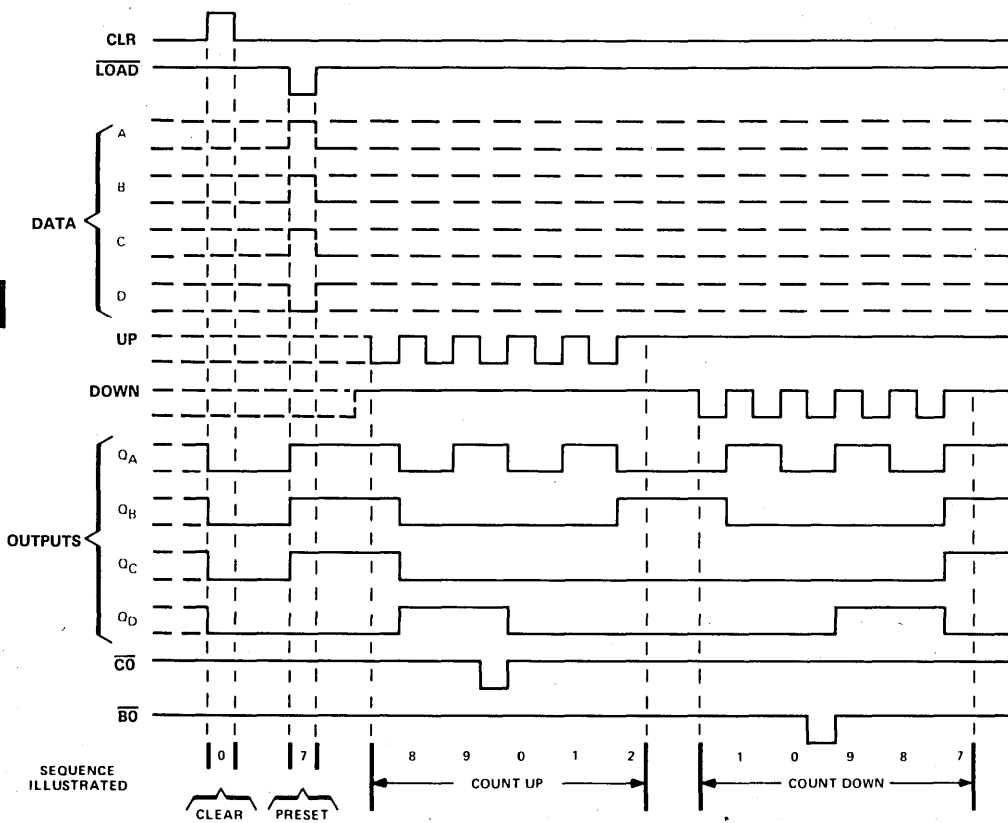 CLR
LOAD
A
B
DATA
C
D
UP
DOWN
QA
QB
OUTPUTS
QC
QD
CO
BO
SEQUENCE ILLUSTRATED
0 7 8 9 0 1 2 1 0 9 8 7
COUNT UP COUNT DOWN
CLEAR PRESET